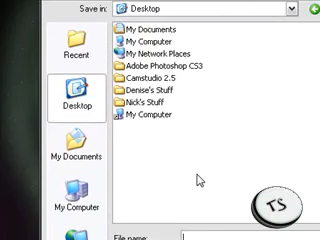 Save in: Desktop
My Documents
My Computer
My Network Places
Adobe Photoshop CS3
Camstudio 2.5
Denise's Stuff
Nick's Stuff
My Computer
Recent
Desktop
My Documents
My Computer
File name:
TS